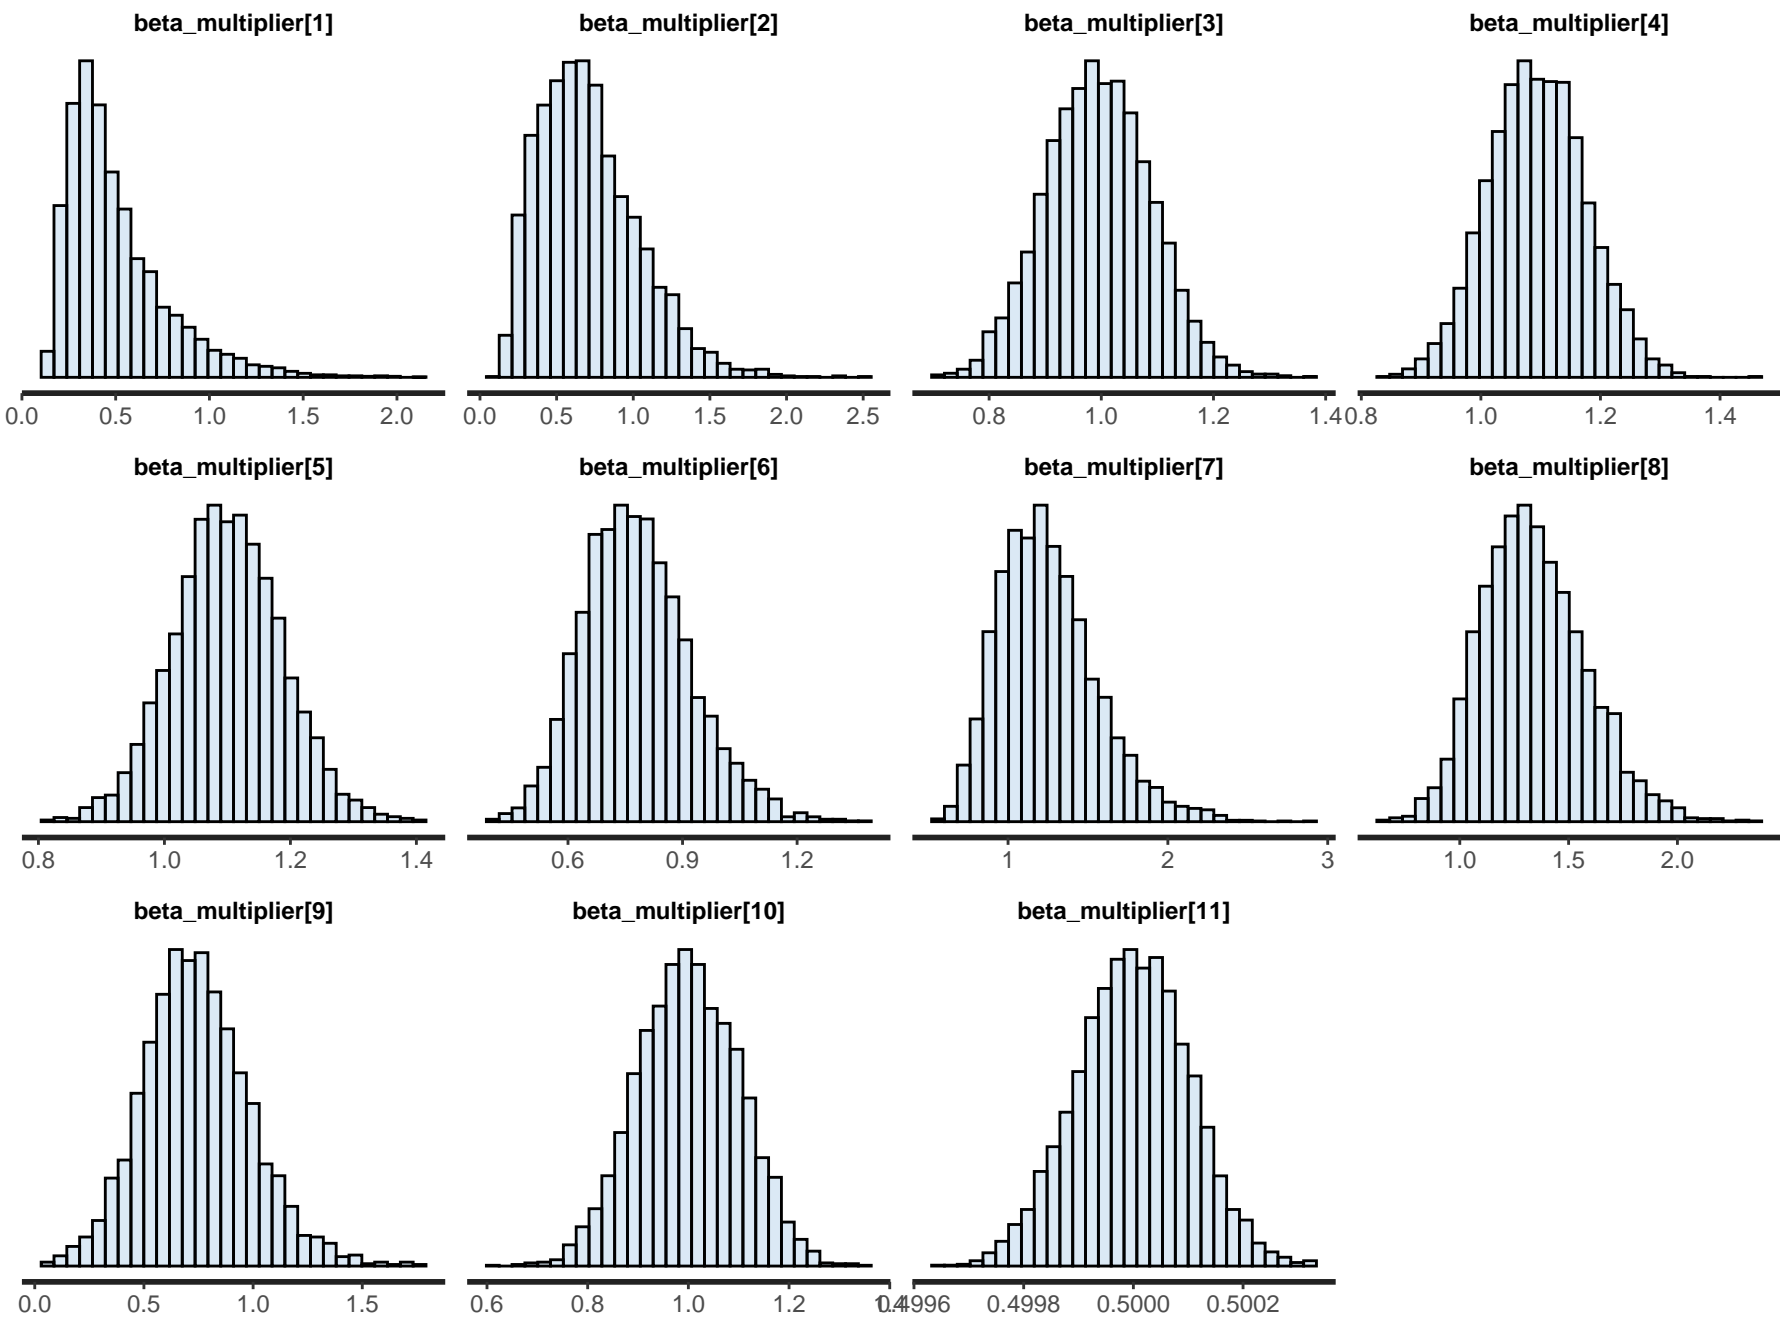 beta_multiplier[1] beta_multiplier[2] beta_multiplier[3] beta_multiplier[4]
0.0 0.5 1.0 1.5 2.0 0.0 0.5 1.0 1.5 2.0 2.5 0.8 1.0 1.2 1.4 0.8 1.0 1.2 1.4
beta_multiplier[5] beta_multiplier[6] beta_multiplier[7] beta_multiplier[8]
0.8 1.0 1.2 1.4 0.6 0.9 1.2 1 2 3 1.0 1.5 2.0
beta_multiplier[9] beta_multiplier[10] beta_multiplier[11]
0.0 0.5 1.0 1.5 0.6 0.8 1.0 1.2 1.4 0.4996 0.4998 0.5000 0.5002